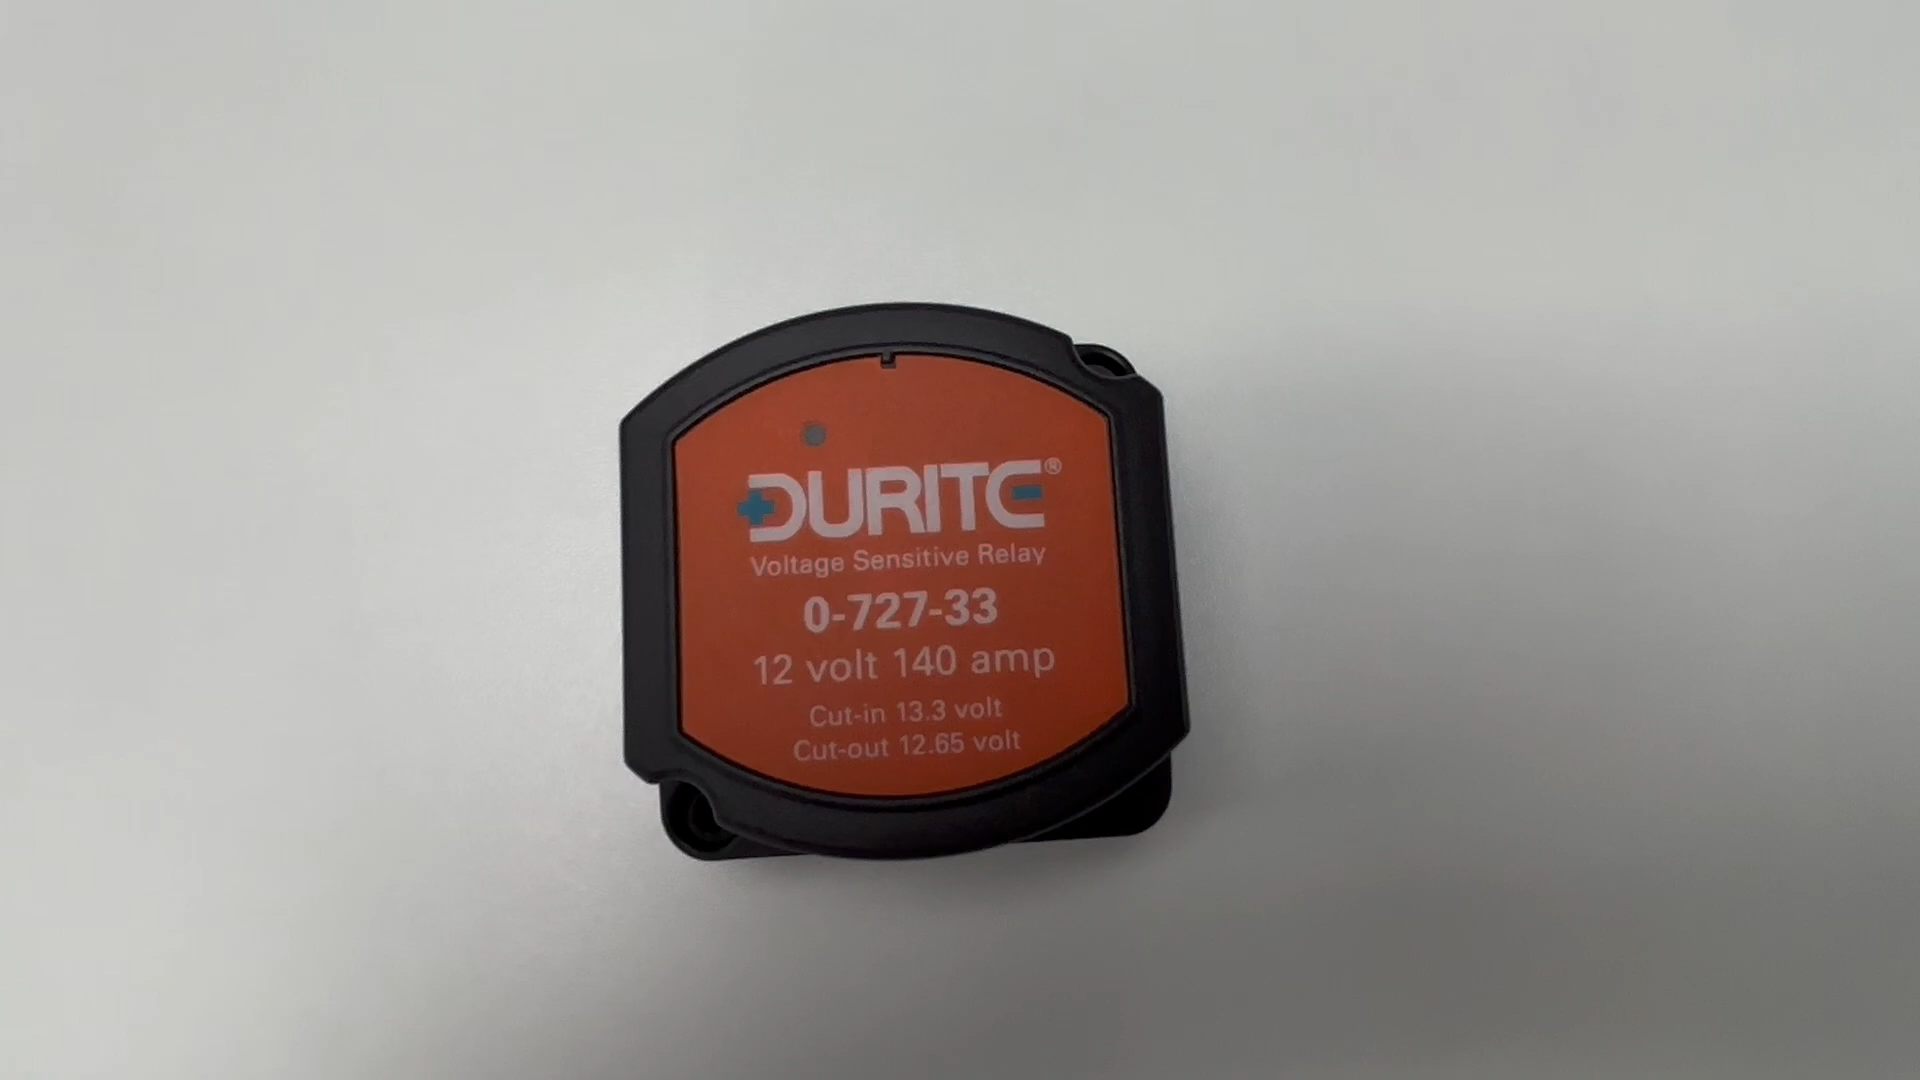 DURITE®
Voltage Sensitive Relay
0-727-33
12 volt 140 amp
Cut-in 13.3 volt
Cut-out 12.65 volt